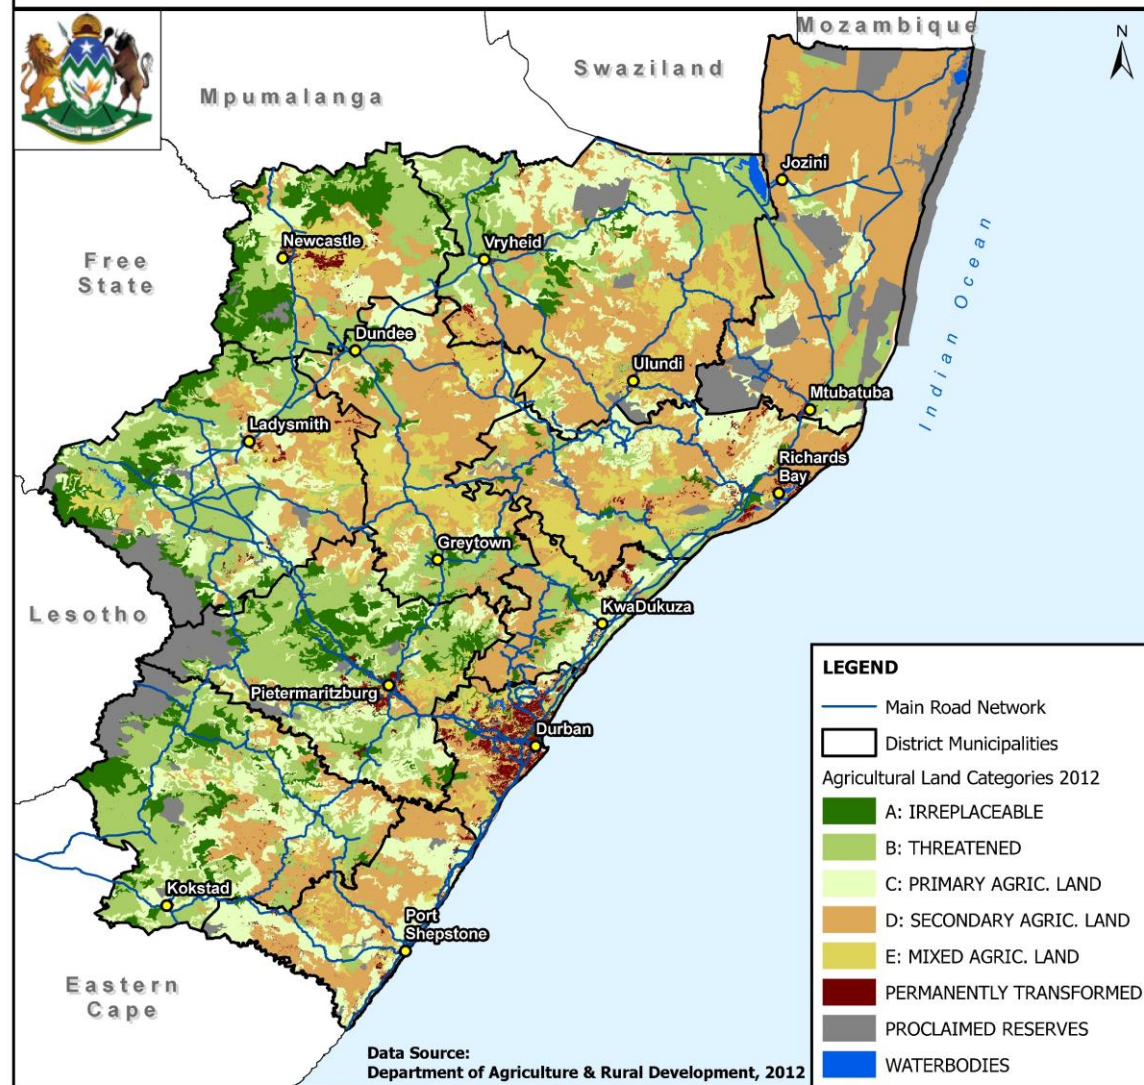 Mozambique
N
Swaziland
Mpumalanga
Jozini
Newcastle
Vryheid
Free
State
Indian Ocean
Dundee
Ulundi
Mtubatuba
Ladysmith
Richards
Bay
Greytown
KwaDukuza
Lesotho
Pietermaritzburg
Durban
Kokstad
Port
Shepstone
Eastern
Cape
LEGEND
Main Road Network
District Municipalities
Agricultural Land Categories 2012
A: IRREPLACEABLE
B: THREATENED
C: PRIMARY AGRIC. LAND
D: SECONDARY AGRIC. LAND
E: MIXED AGRIC. LAND
PERMANENTLY TRANSFORMED
PROCLAIMED RESERVES
WATERBODIES
Data Source:
Department of Agriculture & Rural Development, 2012